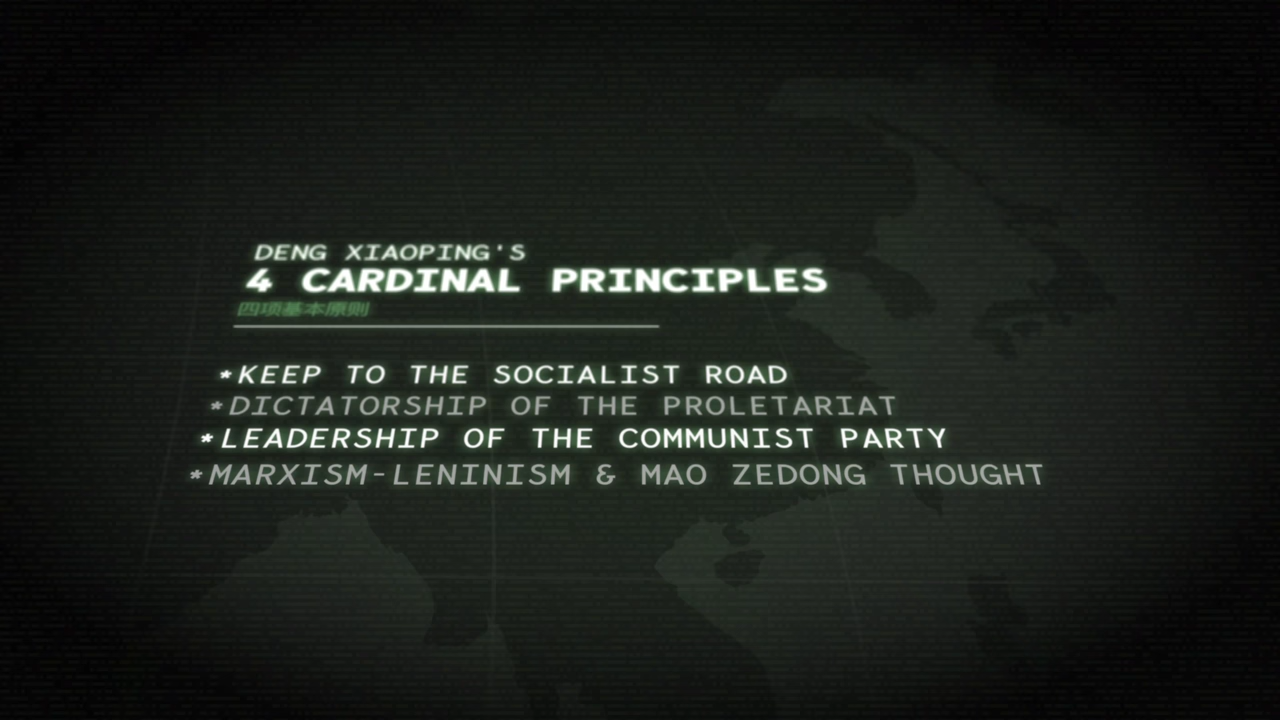 DENG XIAOPING'S
4 CARDINAL PRINCIPLES
四项基本原则
*KEEP TO THE SOCIALIST ROAD
*DICTATORSHIP OF THE PROLETARIAT
*LEADERSHIP OF THE COMMUNIST PARTY
*MARXISM-LENINISM & MAO ZEDONG THOUGHT